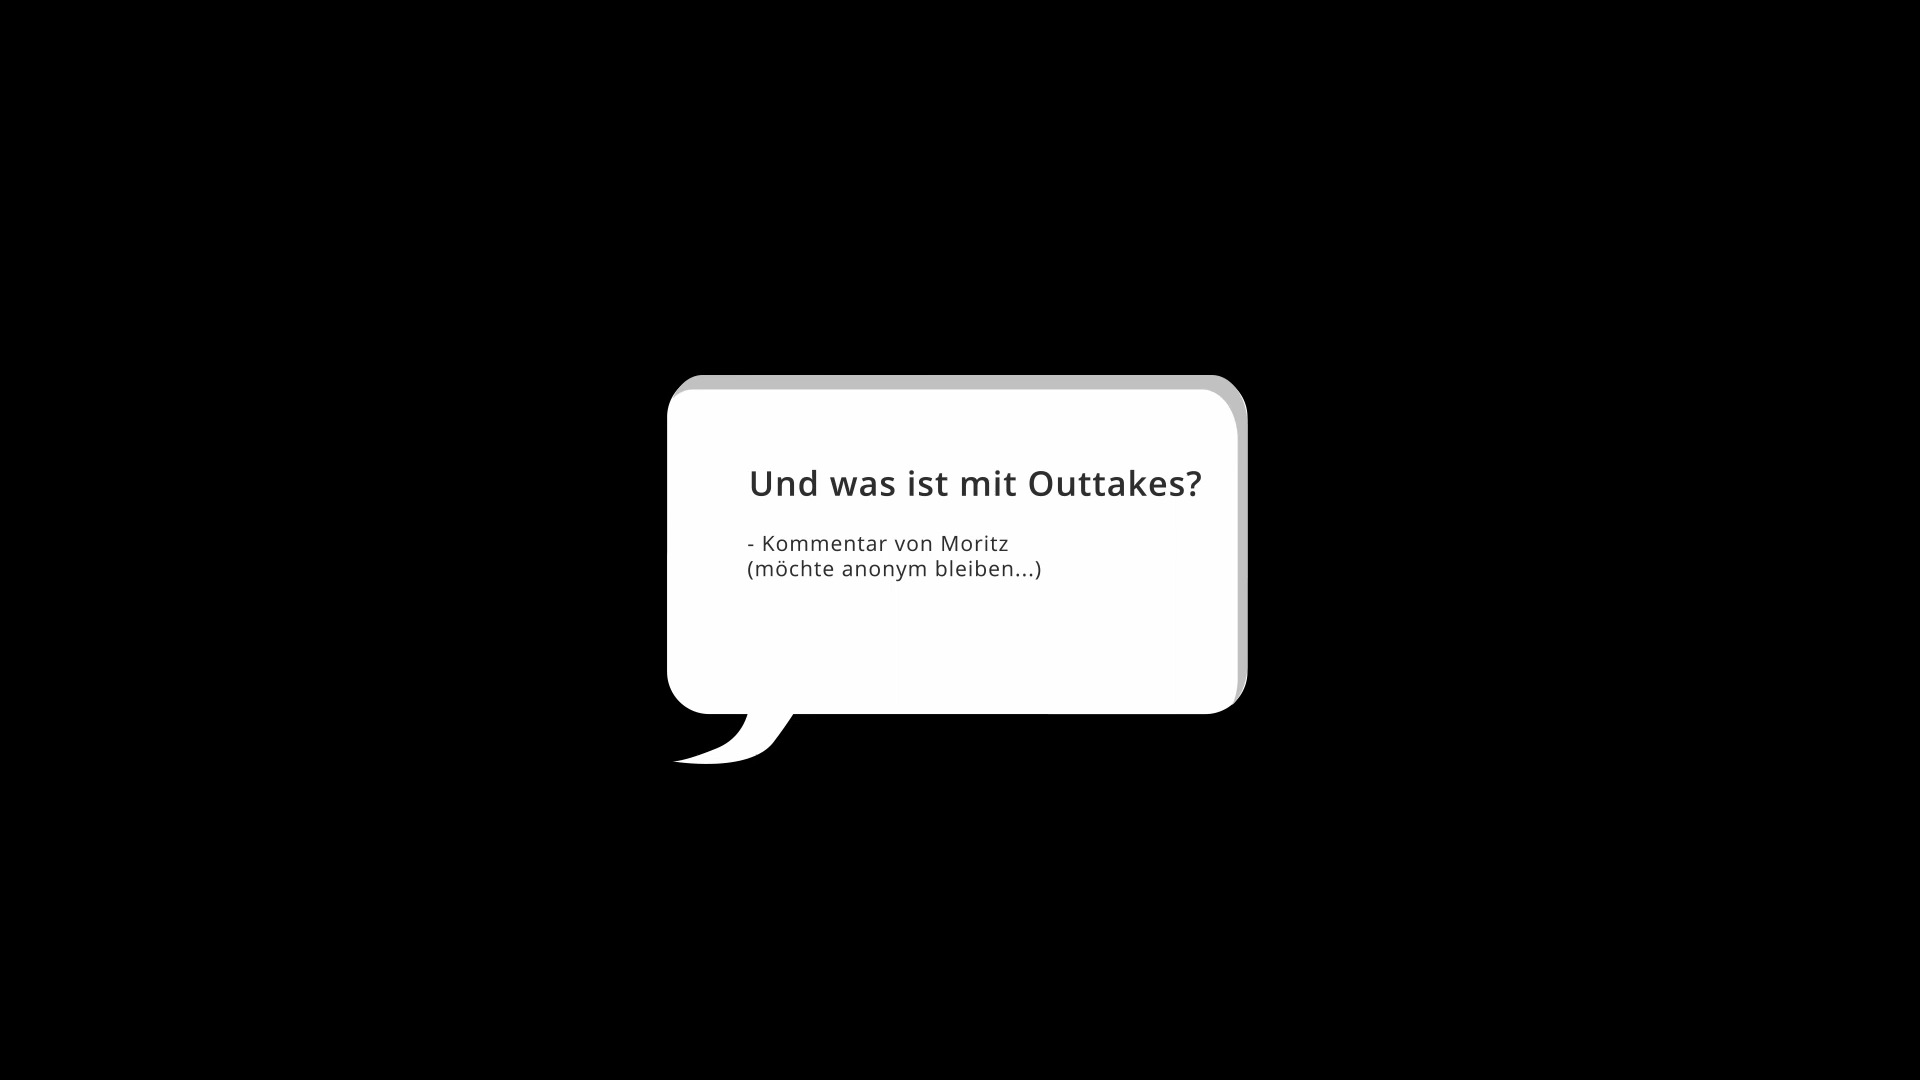 Und was ist mit Outtakes?
- Kommentar von Moritz
(möchte anonym bleiben...)